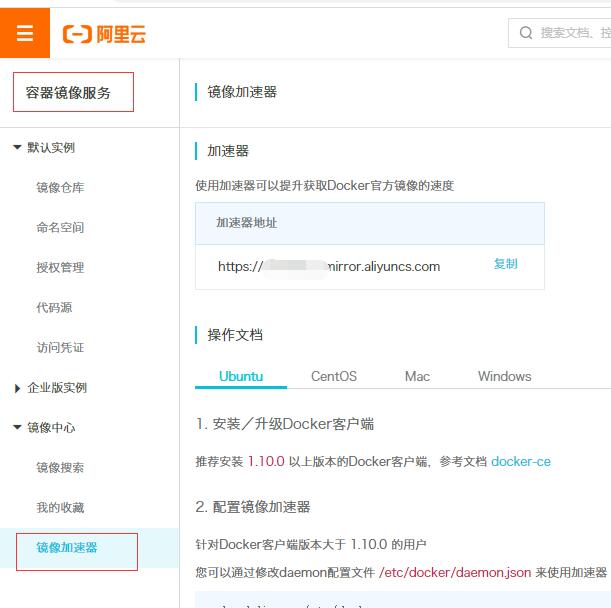 阿里云
搜索文档、控
容器镜像服务
默认实例
镜像仓库
命名空间
授权管理
代码源
访问凭证
企业版实例
镜像中心
镜像搜索
我的收藏
镜像加速器
镜像加速器
加速器
使用加速器可以提升获取Docker官方镜像的速度
加速器地址
https:// mirror.aliyuncs.com 复制
操作文档
Ubuntu CentOS Mac Windows
1. 安装／升级Docker客户端
推荐安装 1.10.0 以上版本的Docker客户端，参考文档 docker-ce
2. 配置镜像加速器
针对Docker客户端版本大于 1.10.0 的用户
您可以通过修改daemon配置文件 /etc/docker/daemon.json 来使用加速器